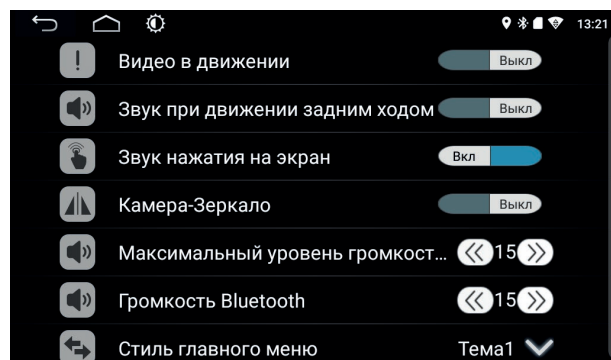 13:21
Видео в движении Выкл
Звук при движении задним ходом Выкл
Звук нажатия на экран Вкл
Камера-Зеркало Выкл
Максимальный уровень громкост... 15
Громкость Bluetooth 15
Стиль главного меню Тема1